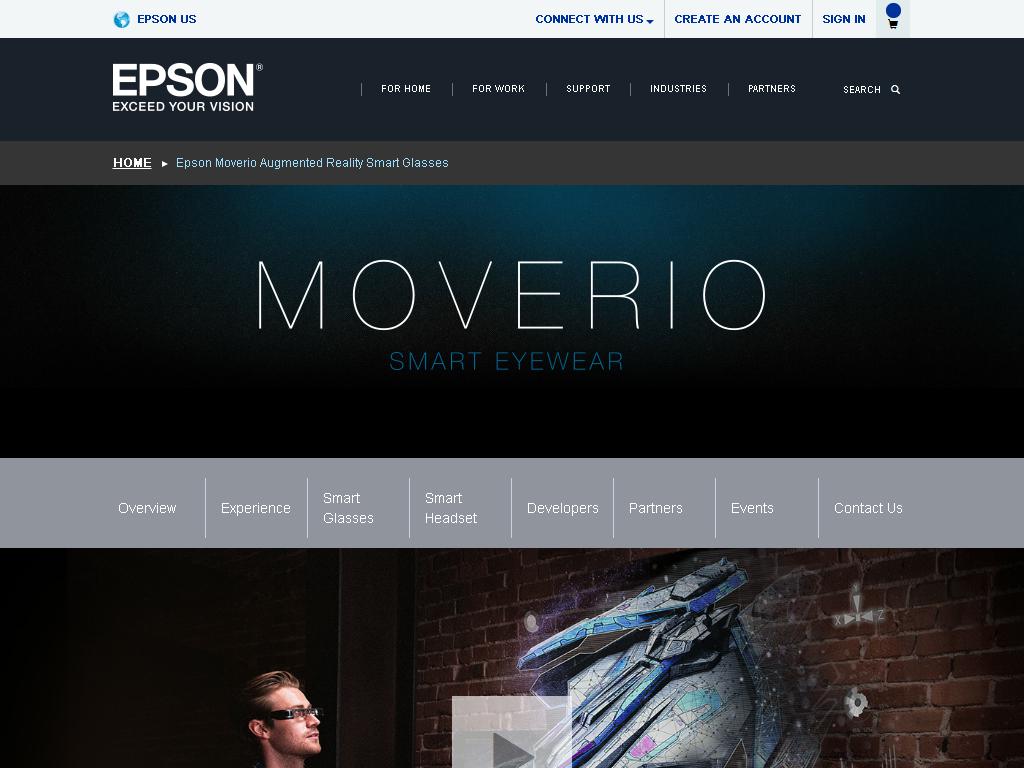 EPSON US
CONNECT WITH US
CREATE AN ACCOUNT
SIGN IN
EPSON®
EXCEED YOUR VISION
FOR HOME
FOR WORK
SUPPORT
INDUSTRIES
PARTNERS
SEARCH
HOME
Epson Moverio Augmented Reality Smart Glasses
MOVERIO
SMART EYEWEAR
Overview
Experience
Smart
Glasses
Smart
Headset
Developers
Partners
Events
Contact Us
Y
X
Z